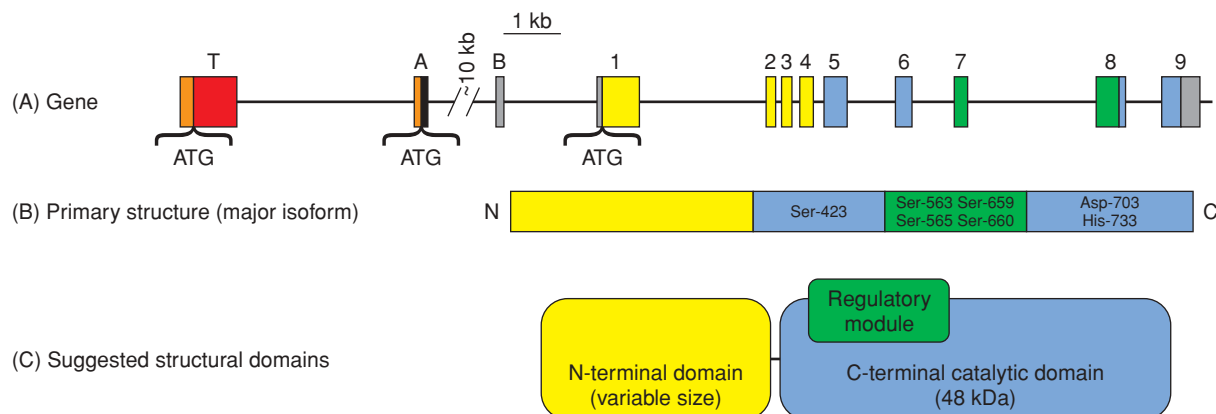 1 kb
T A ~10 kb B 1 2 3 4 5 6 7 8 9
(A) Gene
ATG ATG ATG
(B) Primary structure (major isoform) N Ser-423 Ser-563 Ser-659 Asp-703 C
Ser-565 Ser-660 His-733
Regulatory
module
(C) Suggested structural domains
N-terminal domain C-terminal catalytic domain
(variable size) (48 kDa)